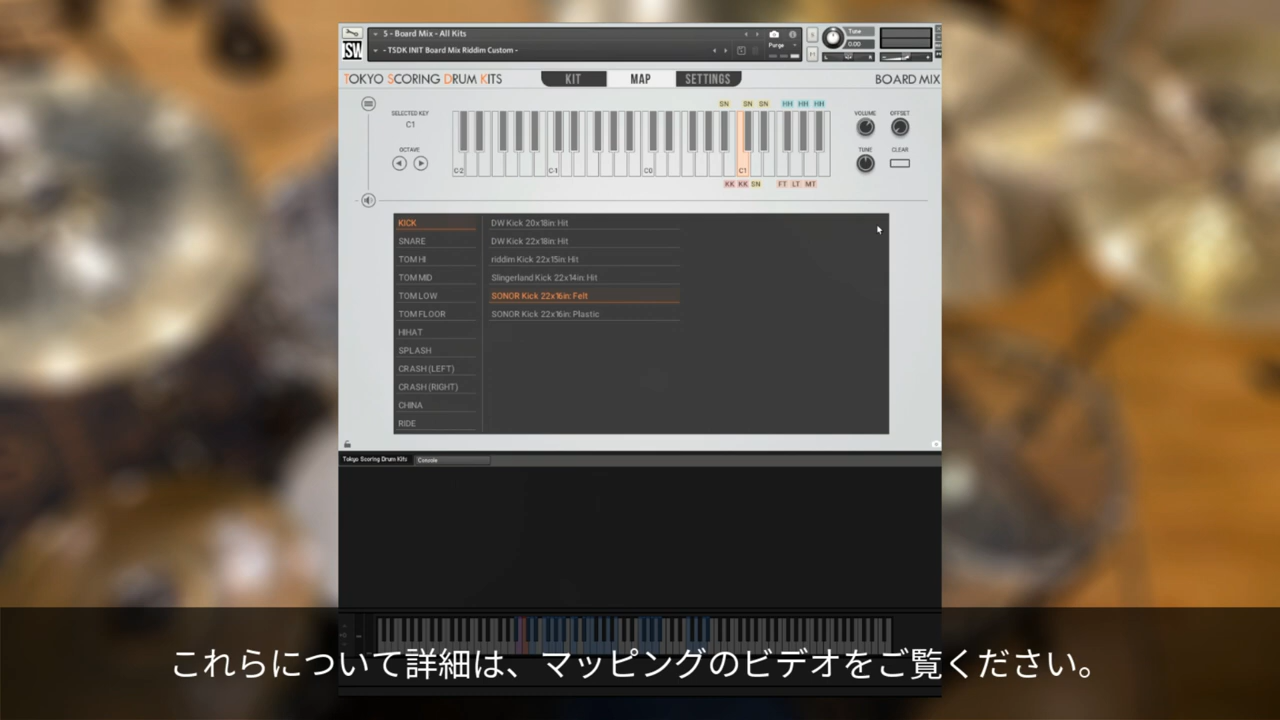 5 - Board Mix - All Kits
- TSDK INIT Board Mix Riddim Custom -
Purge
Tune
0.00
ISW
TOKYO SCORING DRUM KITS
KIT
MAP
SETTINGS
BOARD MIX
SN SN SN HH HH HH
SELECTED KEY
C1
OCTAVE
C-2 C-1 C0 C1
KK KK SN FT LT MT
VOLUME OFFSET
TUNE CLEAR
KICK
SNARE
TOM HI
TOM MID
TOM LOW
TOM FLOOR
HIHAT
SPLASH
CRASH (LEFT)
CRASH (RIGHT)
CHINA
RIDE
DW Kick 20x18in: Hit
DW Kick 22x18in: Hit
riddim Kick 22x15in: Hit
Slingerland Kick 22x14in: Hit
SONOR Kick 22x16in: Felt
SONOR Kick 22x16in: Plastic
Tokyo Scoring Drum Kits
Console
これらについて詳細は、マッピングのビデオをご覧ください。